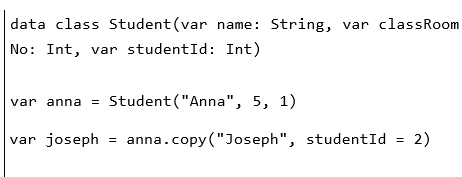 data class Student(var name: String, var classRoom
No: Int, var studentId: Int)
var anna = Student("Anna", 5, 1)
var joseph = anna.copy("Joseph", studentId = 2)